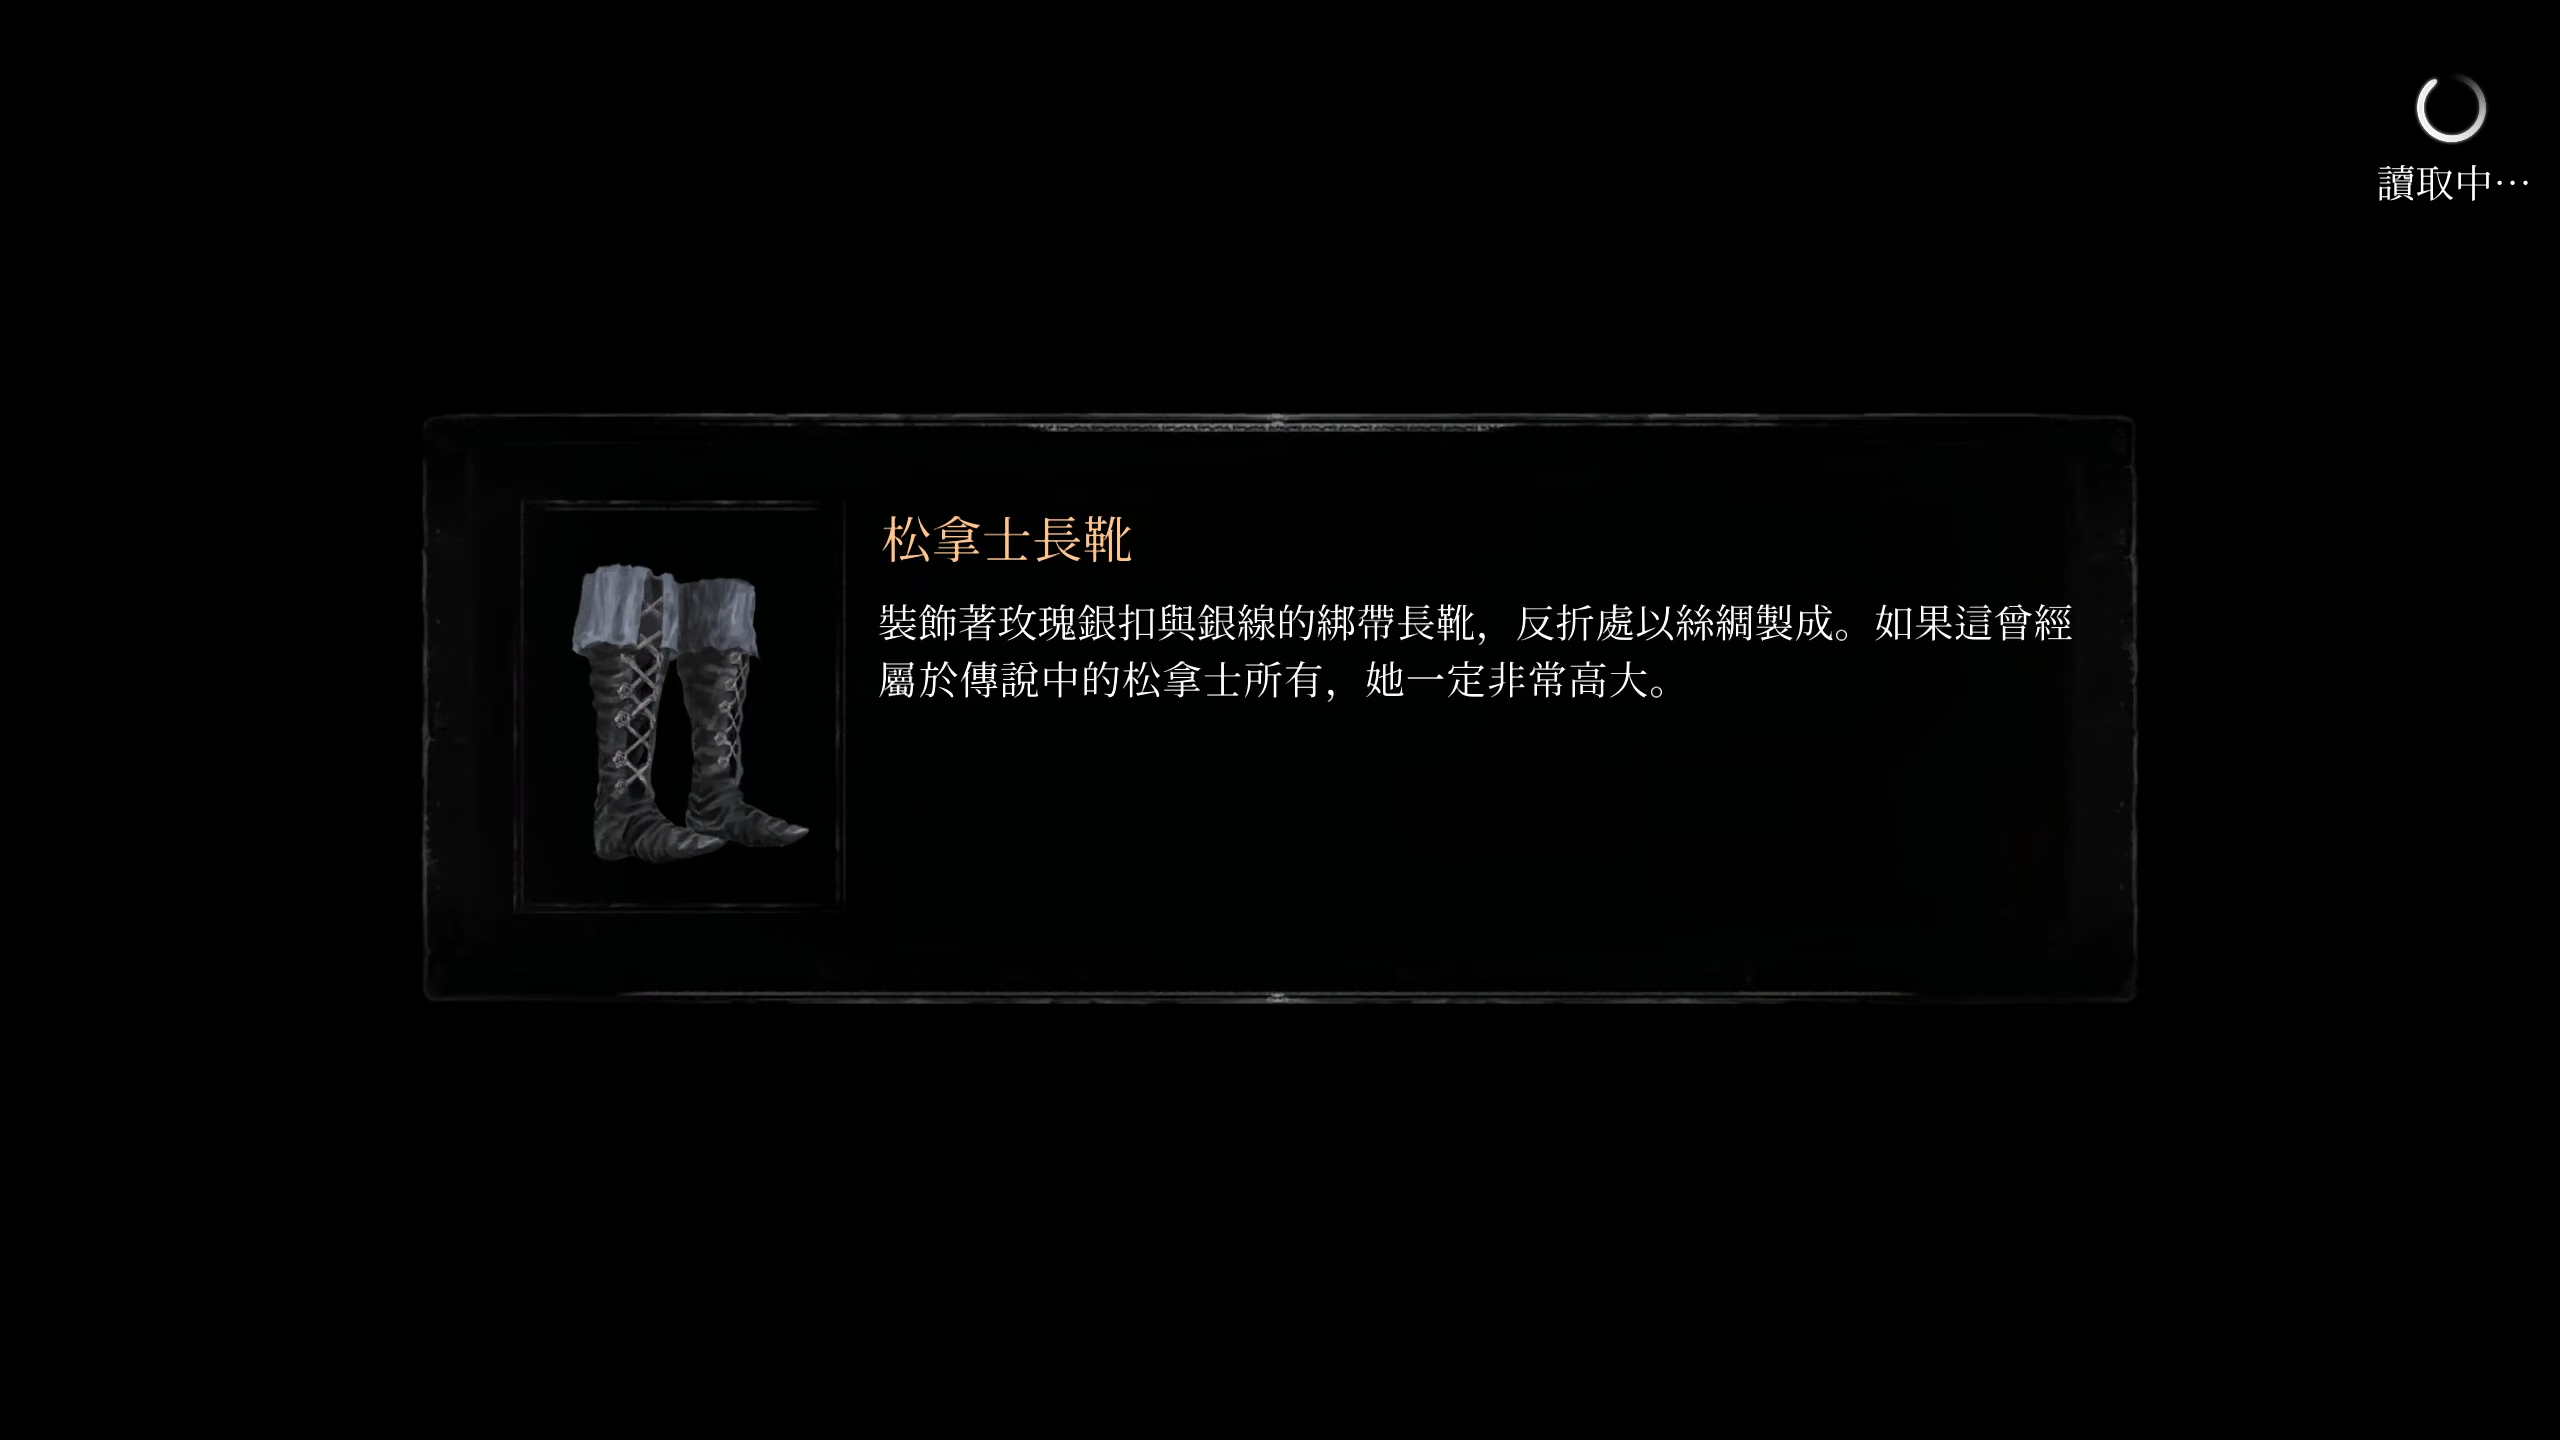 讀取中…
松拿士長靴
裝飾著玫瑰銀扣與銀線的綁帶長靴，反折處以絲綢製成。如果這曾經
屬於傳說中的松拿士所有，她一定非常高大。